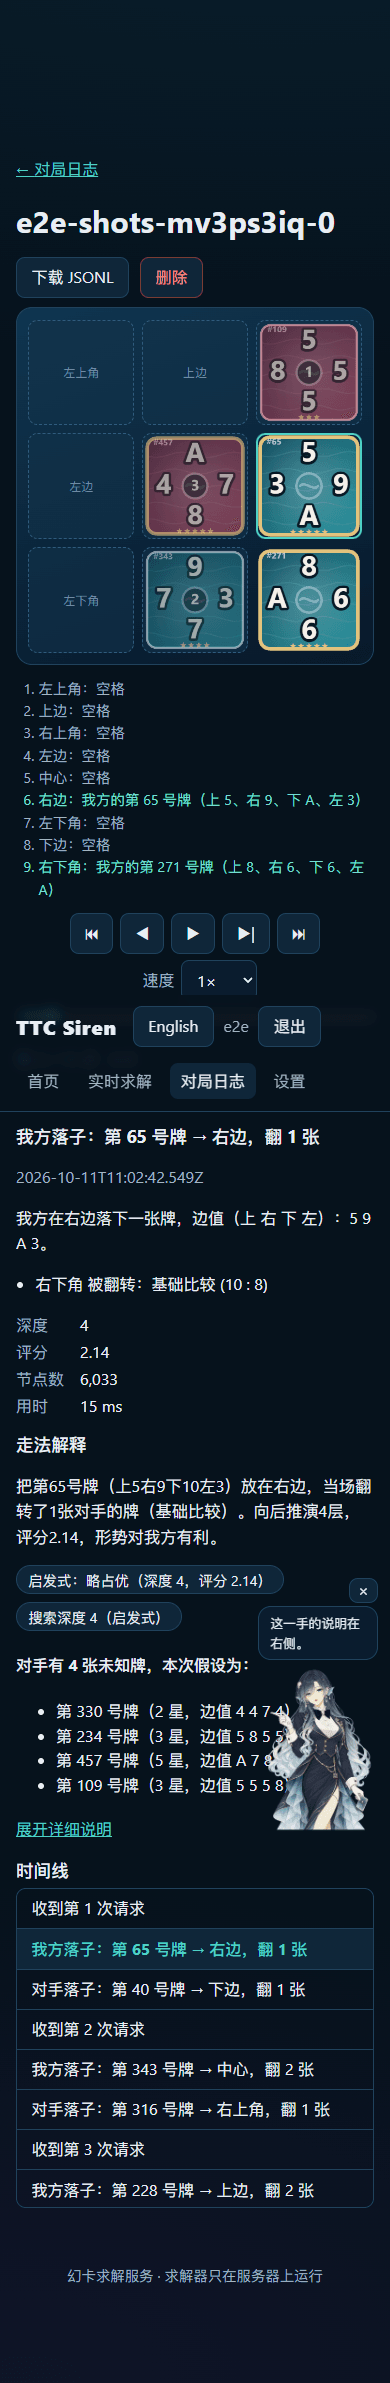 ← 对局日志
e2e-shots-mv3ps3iq-0
下载 JSONL 删除
左上角 上边 #109 5 8 1 5 5 ★★★
左边 #457 A 4 3 7 8 ★★★★★ #65 5 3 9 A ★★★★★
左下角 #343 9 7 2 3 7 ★★★★ #271 8 A 6 6 ★★★★★
1. 左上角：空格
2. 上边：空格
3. 右上角：空格
4. 左边：空格
5. 中心：空格
6. 右边：我方的第 65 号牌（上 5、右 9、下 A、左 3）
7. 左下角：空格
8. 下边：空格
9. 右下角：我方的第 271 号牌（上 8、右 6、下 6、左
A）
速度 1×
TTC Siren English e2e 退出
首页 实时求解 对局日志 设置
我方落子：第 65 号牌 → 右边，翻 1 张
2026-10-11T11:02:42.549Z
我方在右边落下一张牌，边值（上 右 下 左）：5 9
A 3。
• 右下角 被翻转：基础比较 (10 : 8)
深度 4
评分 2.14
节点数 6,033
用时 15 ms
走法解释
把第65号牌（上5右9下10左3）放在右边，当场翻
转了1张对手的牌（基础比较）。向后推演4层，
评分2.14，形势对我方有利。
启发式：略占优（深度 4，评分 2.14）
×
搜索深度 4（启发式）
这一手的说明在
右侧。
对手有 4 张未知牌，本次假设为：
• 第 330 号牌（2 星，边值 4 4 7 4）
• 第 234 号牌（3 星，边值 5 8 5 5
• 第 457 号牌（5 星，边值 A 7 8
• 第 109 号牌（3 星，边值 5 5 5 8
展开详细说明
时间线
收到第 1 次请求
我方落子：第 65 号牌 → 右边，翻 1 张
对手落子：第 40 号牌 → 下边，翻 1 张
收到第 2 次请求
我方落子：第 343 号牌 → 中心，翻 2 张
对手落子：第 316 号牌 → 右上角，翻 1 张
收到第 3 次请求
我方落子：第 228 号牌 → 上边，翻 2 张
幻卡求解服务 · 求解器只在服务器上运行